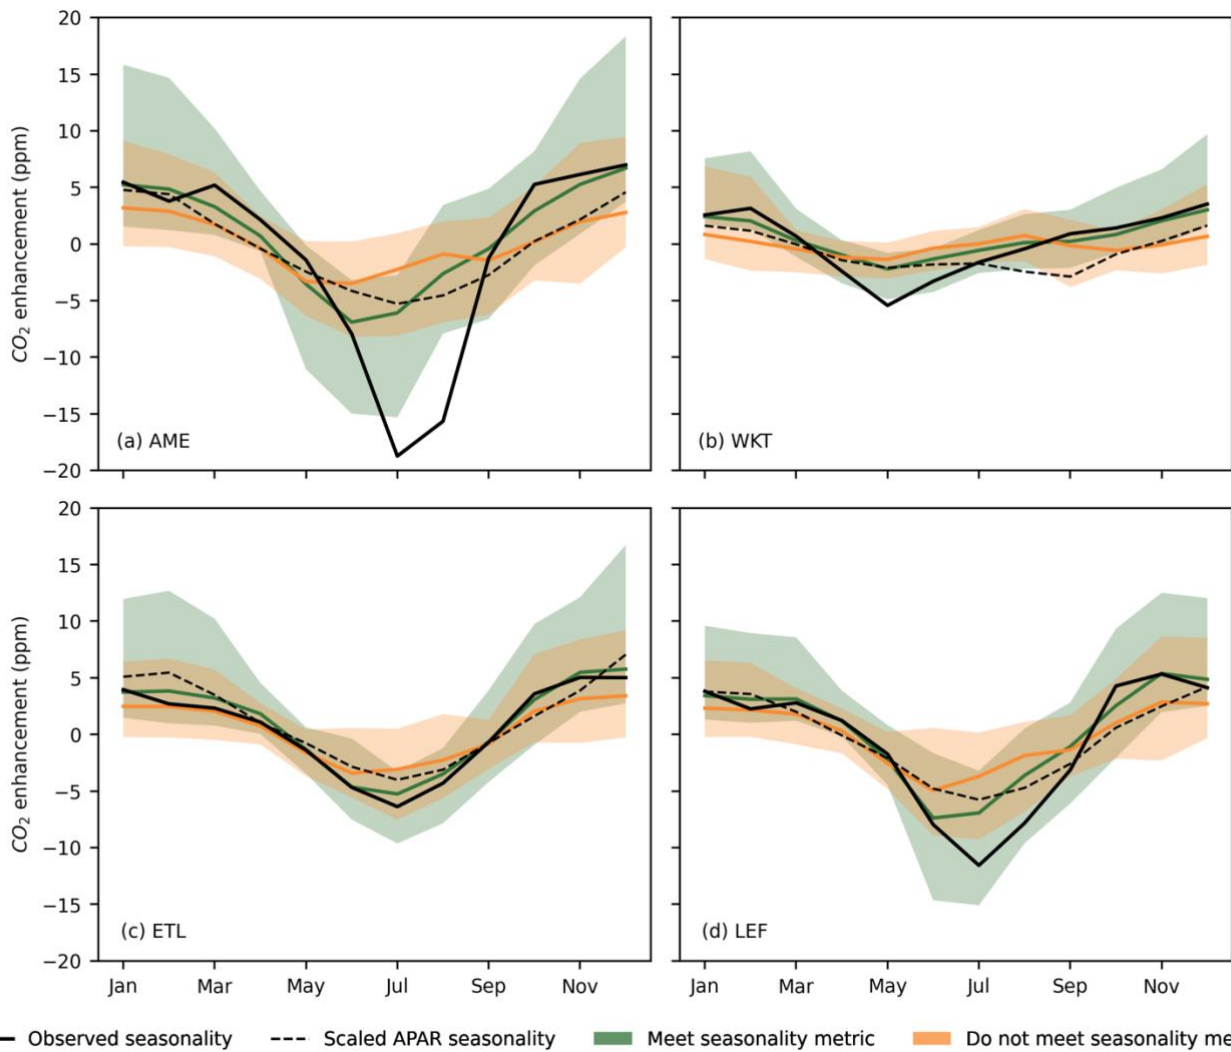 20
15
10
5
0
−5
−10
−15
−20
CO2 enhancement (ppm)
(a) AME
(b) WKT
20
15
10
5
0
−5
−10
−15
−20
CO2 enhancement (ppm)
(c) ETL
(d) LEF
Jan Mar May Jul Sep Nov
Jan Mar May Jul Sep Nov
Observed seasonality Scaled APAR seasonality Meet seasonality metric Do not meet seasonality me